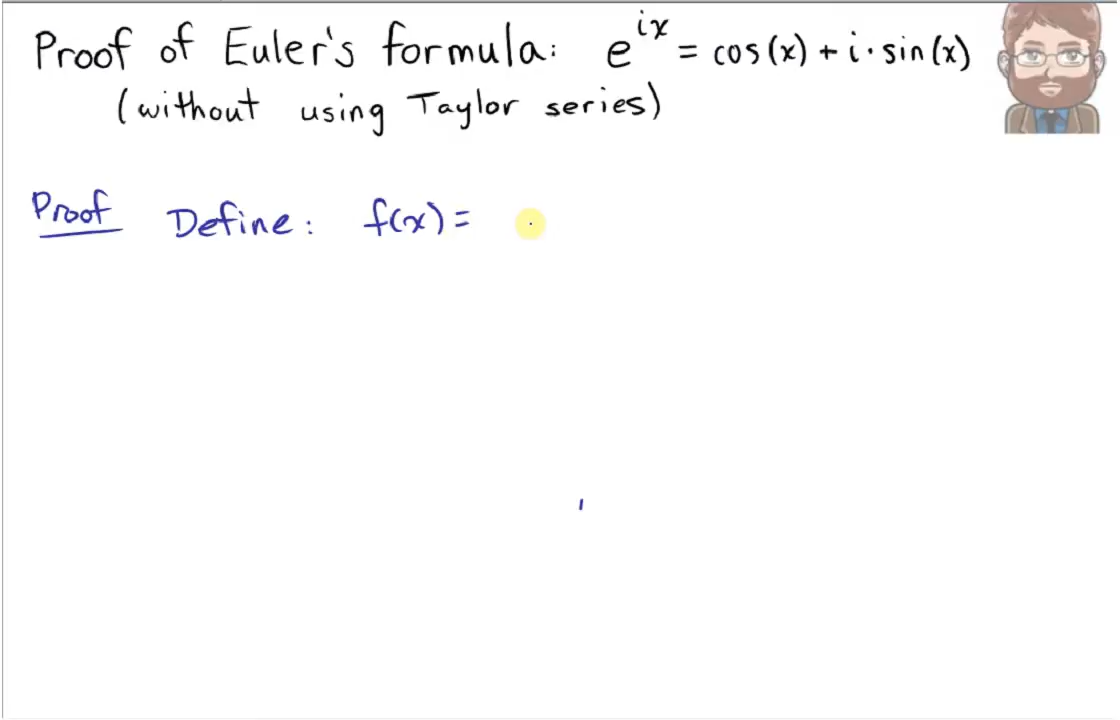 Proof of Euler's formula: e^{ix} = cos(x) + i · sin(x)
(without using Taylor series)
Proof Define: f(x) =